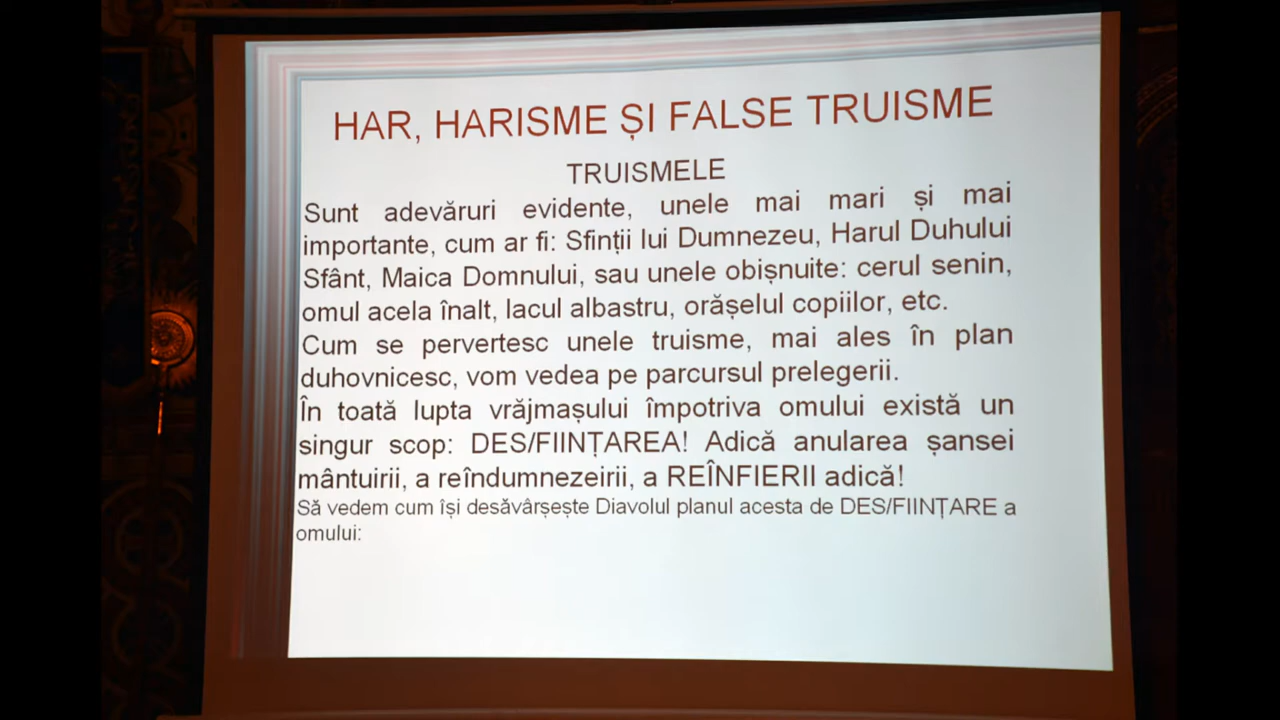 HAR, HARISME ȘI FALSE TRUISME
TRUISMELE
Sunt adevăruri evidente, unele mai mari și mai
importante, cum ar fi: Sfinții lui Dumnezeu, Harul Duhului
Sfânt, Maica Domnului, sau unele obișnuite: cerul senin,
omul acela înalt, lacul albastru, orășelul copiilor, etc.
Cum se pervertesc unele truisme, mai ales în plan
duhovnicesc, vom vedea pe parcursul prelegerii.
În toată lupta vrăjmașului împotriva omului există un
singur scop: DES/FIINȚAREA! Adică anularea șansei
mântuirii, a reîndumnezeirii, a REÎNFIERII adică!
Să vedem cum își desăvârșește Diavolul planul acesta de DES/FIINȚARE a
omului: